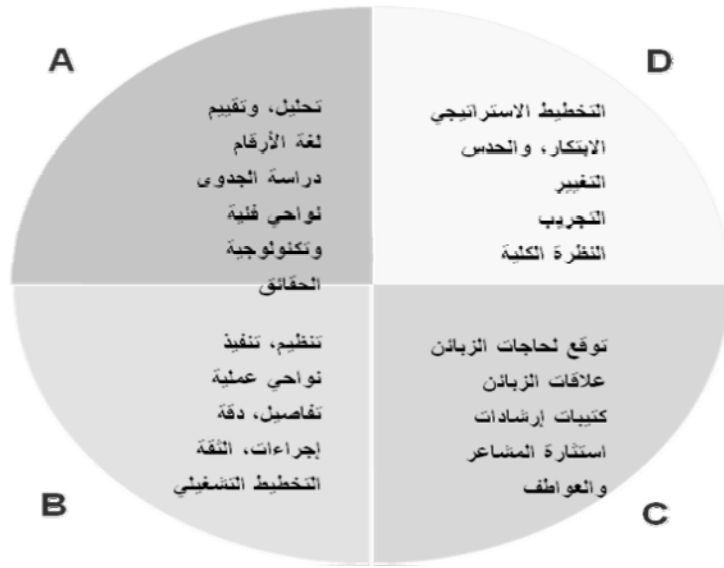 A
تحليل، وتقييم
لغة الأرقام
دراسة الجدوى
نواحي فنية
وتكنولوجية
الحقائق
D
التخطيط الاستراتيجي
الابتكار، والحدس
التغيير
التجريب
النظرة الكلية
B
تنظيم، تنفيذ
نواحي عملية
تفاصيل، دقة
إجراءات، الثقة
التخطيط التشغيلي
C
توقع لحاجات الزبائن
علاقات الزبائن
كتيبات إرشادات
استثارة المشاعر
والعواطف